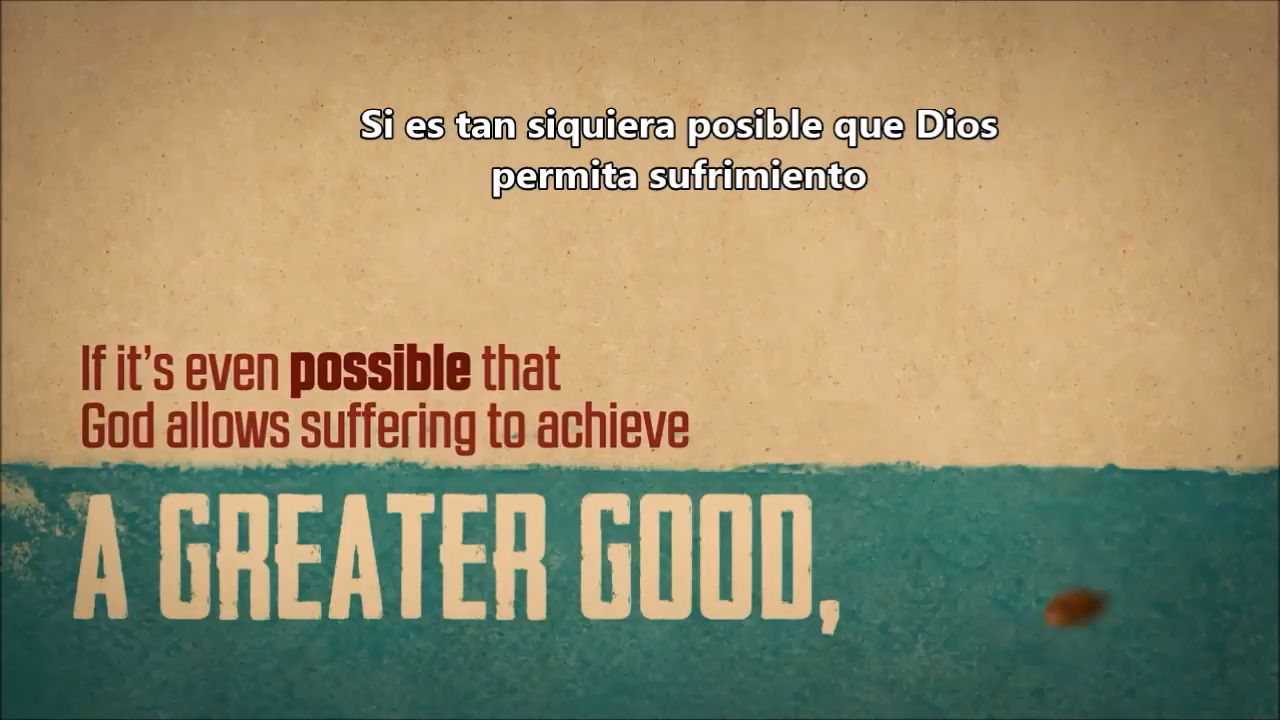 Si es tan siquiera posible que Dios
permita sufrimiento
If it's even possible that
God allows suffering to achieve
A GREATER GOOD,